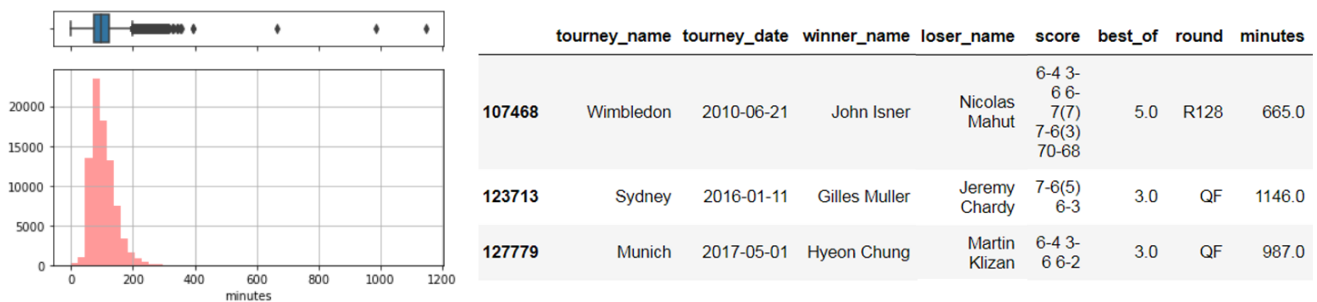 20000
15000
10000
5000
0
0 200 400 600 800 1000 1200
minutes
tourney_name tourney_date winner_name loser_name score best_of round minutes
107468 Wimbledon 2010-06-21 John Isner Nicolas Mahut 6-4 3-6 6-7(7) 7-6(3) 70-68 5.0 R128 665.0
123713 Sydney 2016-01-11 Gilles Muller Jeremy Chardy 7-6(5) 6-3 3.0 QF 1146.0
127779 Munich 2017-05-01 Hyeon Chung Martin Klizan 6-4 3-6 6-2 3.0 QF 987.0